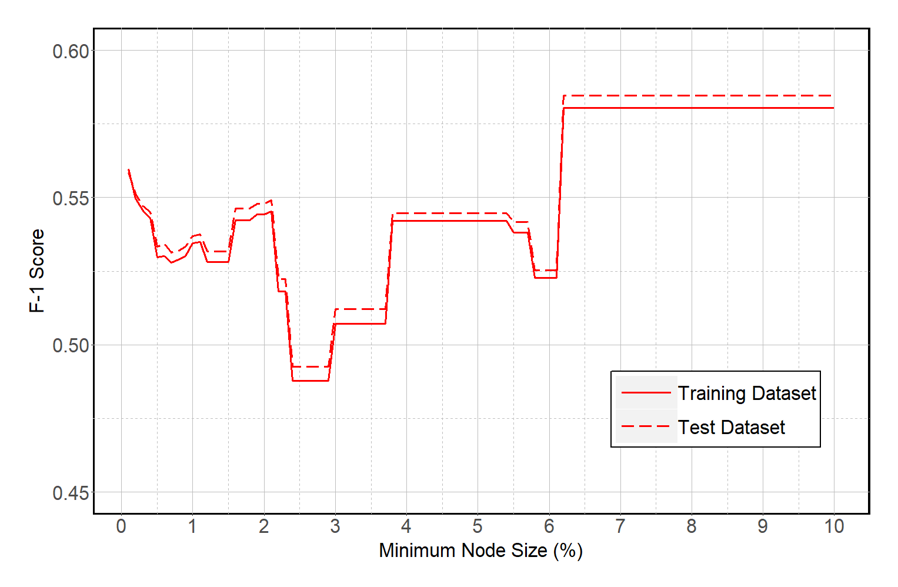 0.60
0.55
0.50
0.45
F-1 Score
0 1 2 3 4 5 6 7 8 9 10
Minimum Node Size (%)
Training Dataset
Test Dataset